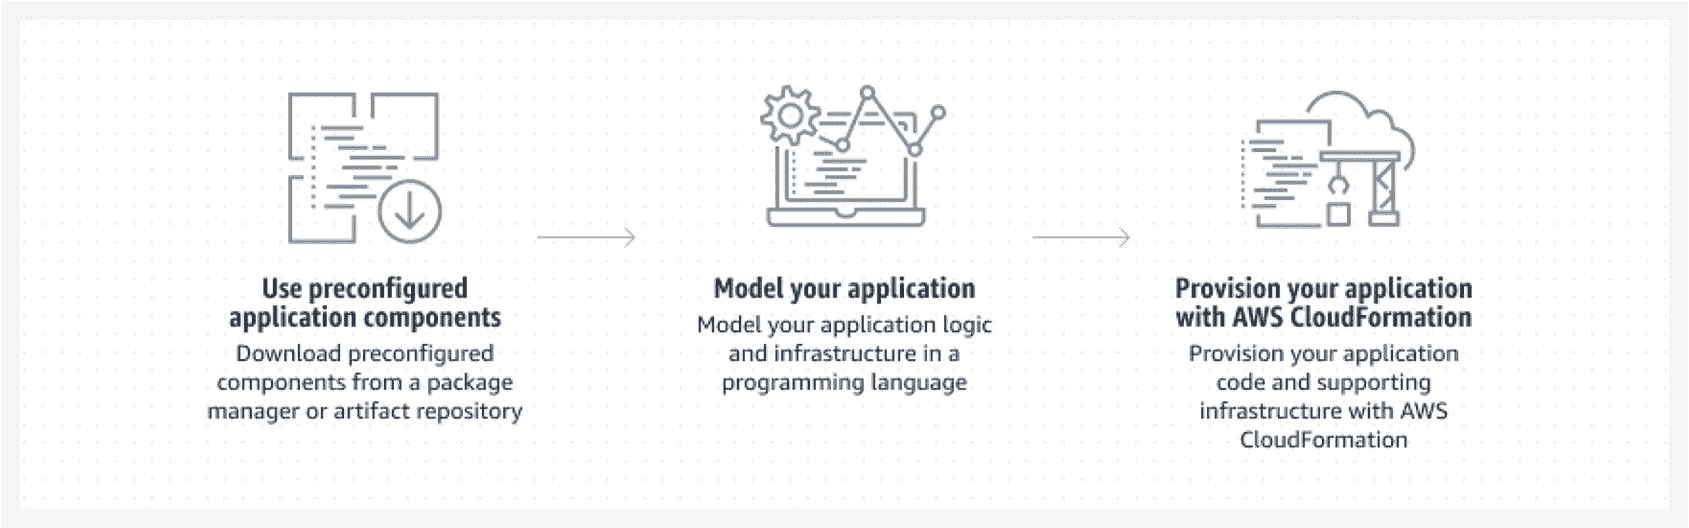 Use preconfigured
application components
Download preconfigured
components from a package
manager or artifact repository
Model your application
Model your application logic
and infrastructure in a
programming language
Provision your application
with AWS CloudFormation
Provision your application
code and supporting
infrastructure with AWS
CloudFormation